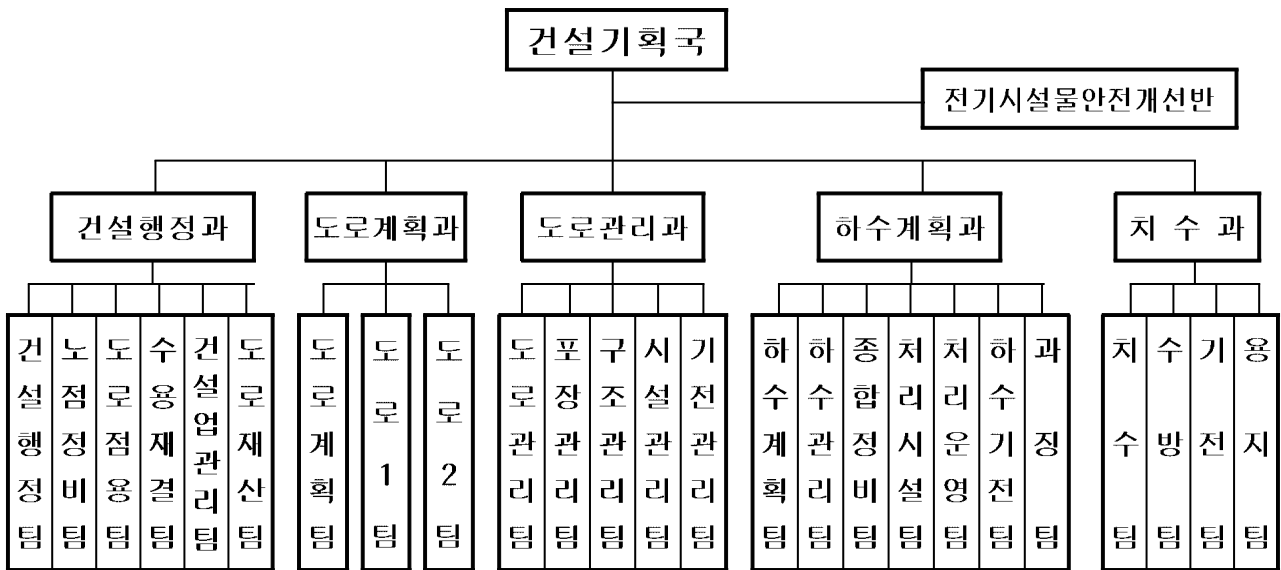 건설기획국
전기시설물안전개선반
건설행정과
도로계획과
도로관리과
하수계획과
치 수 과
건설행정팀
노점정비팀
도로점용팀
수용재결팀
건설업관리팀
도로재산팀
도로계획팀
도로1팀
도로2팀
도로관리팀
포장관리팀
구조관리팀
시설관리팀
기전관리팀
하수계획팀
하수관리팀
종합정비팀
처리시설팀
처리운영팀
하수기전팀
과징팀
치수팀
수방팀
기전팀
용지팀